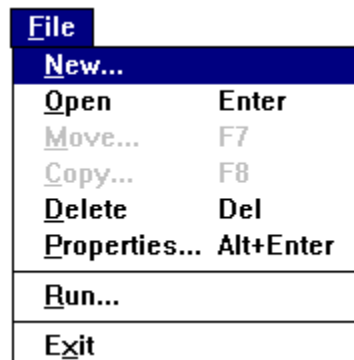 File
New...
Open Enter
Move... F7
Copy... F8
Delete Del
Properties... Alt+Enter
Run...
Exit